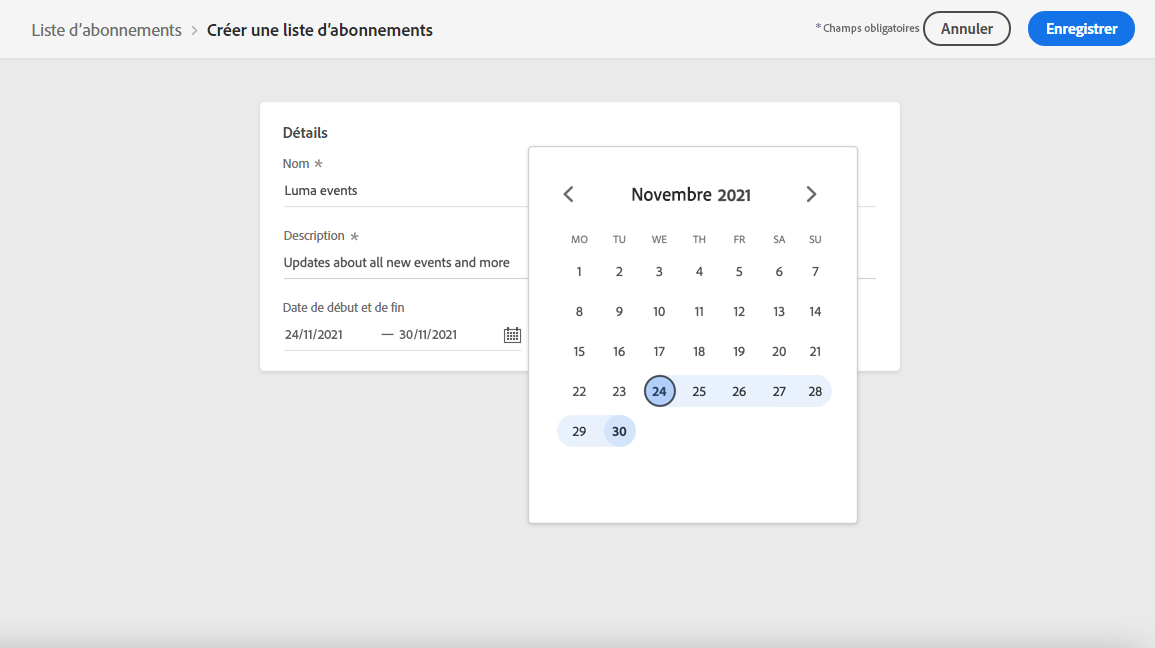 Liste d’abonnements > Créer une liste d’abonnements
* Champs obligatoires Annuler Enregistrer
Détails
Nom *
Luma events
Description *
Updates about all new events and more
Date de début et de fin
24/11/2021 — 30/11/2021
Novembre 2021
MO TU WE TH FR SA SU
1 2 3 4 5 6 7
8 9 10 11 12 13 14
15 16 17 18 19 20 21
22 23 24 25 26 27 28
29 30